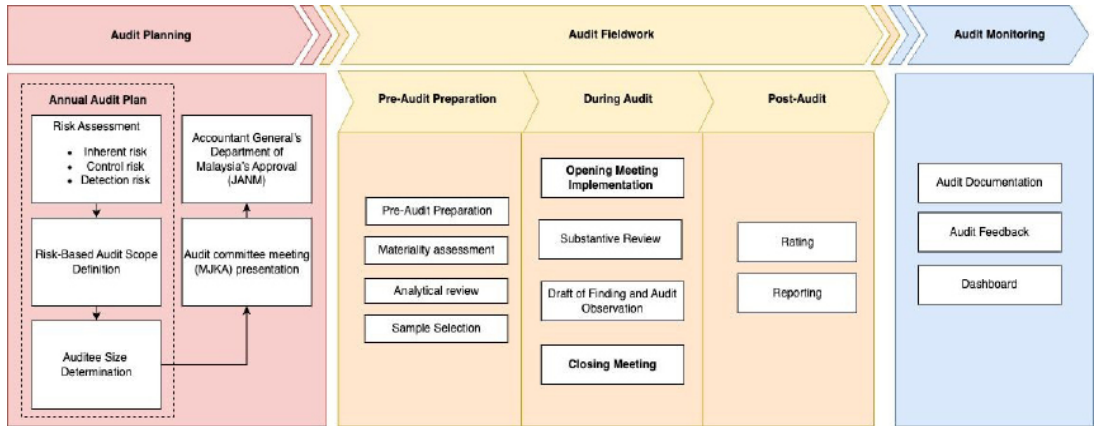 Audit Planning
Audit Fieldwork
Audit Monitoring
Annual Audit Plan
Risk Assessment
• Inherent risk
• Control risk
• Detection risk
Risk-Based Audit Scope
Definition
Auditee Size
Determination
Accountant General's
Department of
Malaysia's Approval
(JANM)
Audit committee meeting
(MJKA) presentation
Pre-Audit Preparation
Pre-Audit Preparation
Materiality assessment
Analytical review
Sample Selection
During Audit
Opening Meeting
Implementation
Substantive Review
Draft of Finding and Audit
Observation
Closing Meeting
Post-Audit
Rating
Reporting
Audit Documentation
Audit Feedback
Dashboard